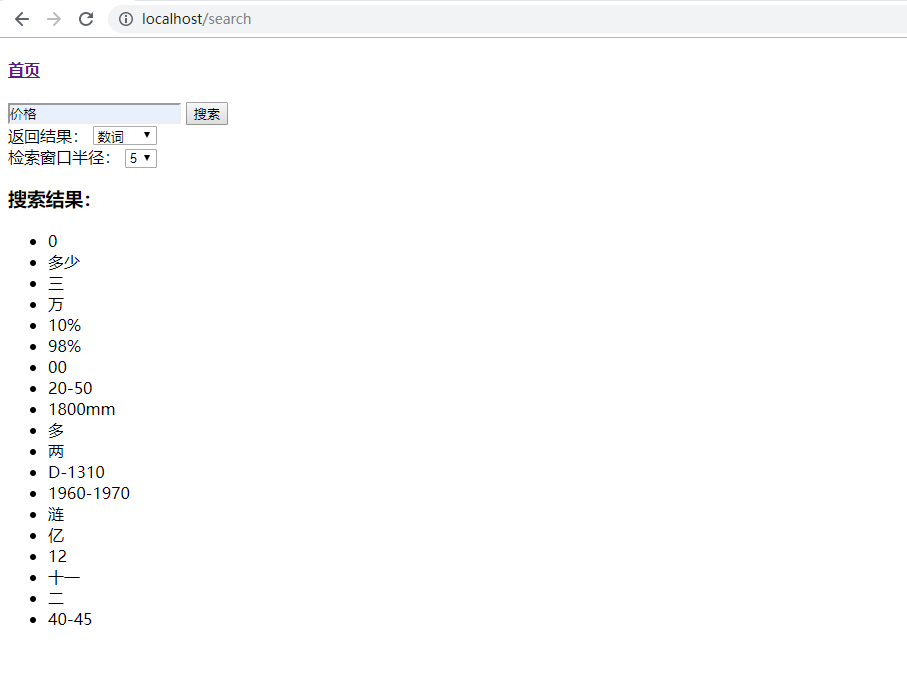 localhost/search
首页
价格 搜索
返回结果： 数词
检索窗口半径： 5
搜索结果：
0
多少
三
万
10%
98%
00
20-50
1800mm
多
两
D-1310
1960-1970
涟
亿
12
十一
二
40-45